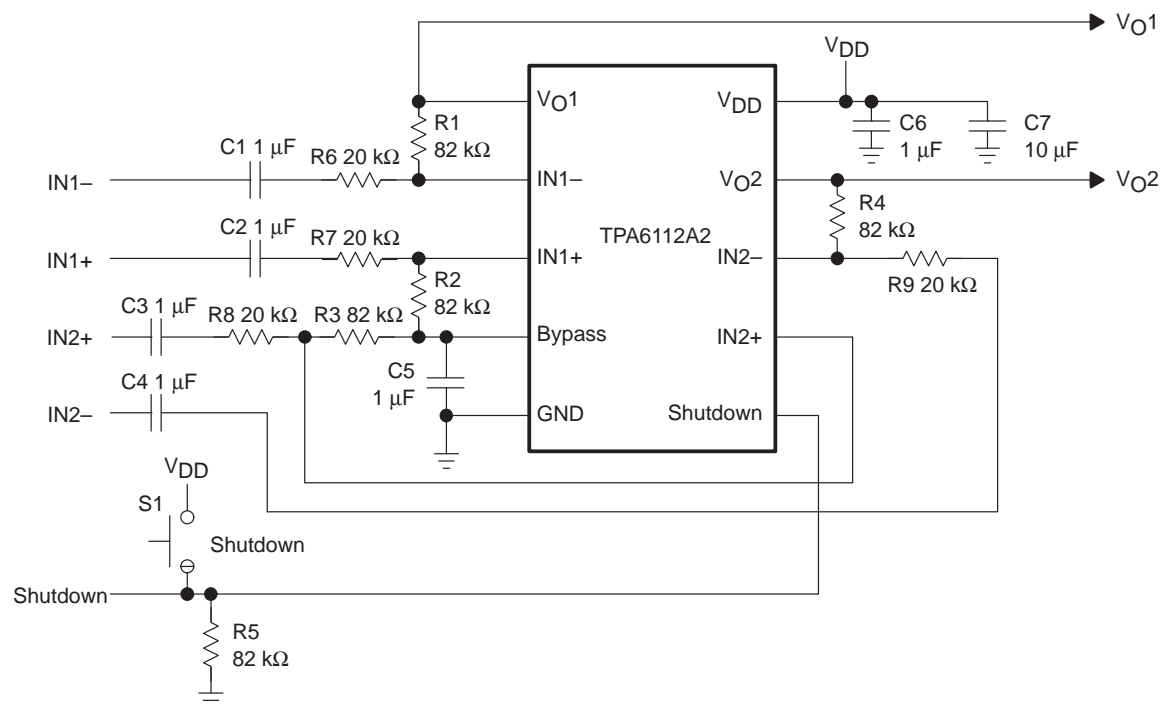 VO1
VDD
VO1
VDD
R1
82 kΩ
C6
1 µF
C7
10 µF
C1 1 µF
R6 20 kΩ
IN1–
IN1–
VO2
VO2
R4
82 kΩ
C2 1 µF
R7 20 kΩ
TPA6112A2
IN1+
IN1+
IN2–
R9 20 kΩ
R2
82 kΩ
C3 1 µF
R8 20 kΩ
R3 82 kΩ
IN2+
Bypass
IN2+
C5
1 µF
C4 1 µF
IN2–
GND
Shutdown
VDD
S1
Shutdown
Shutdown
R5
82 kΩ